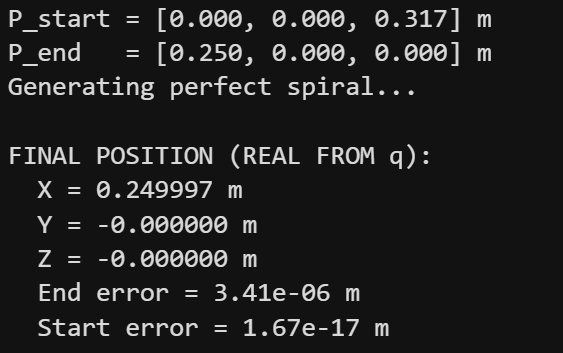 P_start = [0.000, 0.000, 0.317] m
P_end   = [0.250, 0.000, 0.000] m
Generating perfect spiral...

FINAL POSITION (REAL FROM q):
  X = 0.249997 m
  Y = -0.000000 m
  Z = -0.000000 m
  End error = 3.41e-06 m
  Start error = 1.67e-17 m